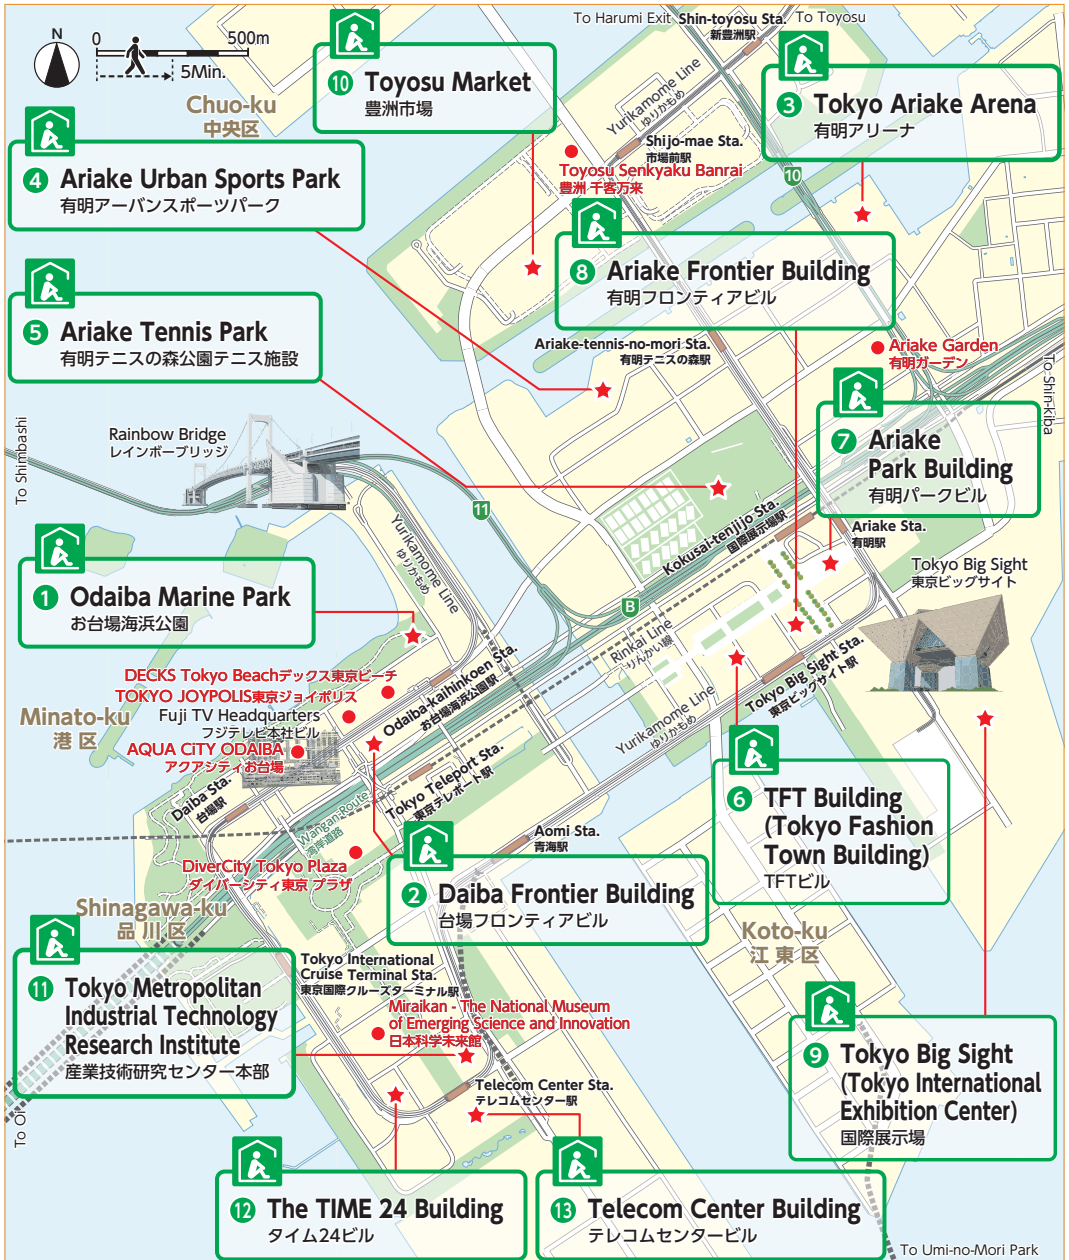 To Harumi Exit
Shin-toyosu Sta.
新豊洲駅
To Toyosu
N
0
500m
5Min.
Chuo-ku
中央区
⑩ Toyosu Market
豊洲市場
Yurikamome Line
ゆりかもめ
③ Tokyo Ariake Arena
有明アリーナ
Shijo-mae Sta.
市場前駅
Toyosu Senkyaku Banrai
豊洲 千客万来
10
④ Ariake Urban Sports Park
有明アーバンスポーツパーク
⑧ Ariake Frontier Building
有明フロンティアビル
⑤ Ariake Tennis Park
有明テニスの森公園テニス施設
Ariake-tennis-no-mori Sta.
有明テニスの森駅
Ariake Garden
有明ガーデン
To Shin-kiba
⑦ Ariake
Park Building
有明パークビル
To Shimbashi
Rainbow Bridge
レインボーブリッジ
11
Kokusai-tenjijo Sta.
国際展示場駅
Ariake Sta.
有明駅
Tokyo Big Sight
東京ビッグサイト
Yurikamome Line
ゆりかもめ
① Odaiba Marine Park
お台場海浜公園
B
Rinkai Line
りんかい線
DECKS Tokyo Beachデックス東京ビーチ
TOKYO JOYPOLIS東京ジョイポリス
Fuji TV Headquarters
フジテレビ本社ビル
AQUA CiTY ODAIBA
アクアシティお台場
Minato-ku
港区
Odaiba-kaihinkoen Sta.
お台場海浜公園駅
Yurikamome Line
ゆりかもめ
Tokyo Big Sight Sta.
東京ビッグサイト駅
Daiba Sta.
台場駅
Tokyo Teleport Sta.
東京テレポート駅
Wangan-Route
湾岸道路
⑥ TFT Building
(Tokyo Fashion
Town Building)
TFTビル
Aomi Sta.
青海駅
DiverCity Tokyo Plaza
ダイバーシティ東京 プラザ
② Daiba Frontier Building
台場フロンティアビル
Shinagawa-ku
品川区
Koto-ku
江東区
⑪ Tokyo Metropolitan
Industrial Technology
Research Institute
産業技術研究センター本部
Tokyo International
Cruise Terminal Sta.
東京国際クルーズターミナル駅
Miraikan - The National Museum
of Emerging Science and Innovation
日本科学未来館
⑨ Tokyo Big Sight
(Tokyo International
Exhibition Center)
国際展示場
Telecom Center Sta.
テレコムセンター駅
To Oi
⑫ The TIME 24 Building
タイム24ビル
⑬ Telecom Center Building
テレコムセンタービル
To Umi-no-Mori Park